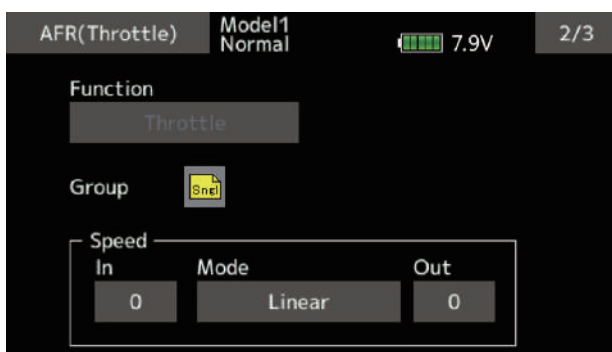 AFR(Throttle)
Model1
Normal
7.9V
2/3
Function
Throttle
Group
Sngl
Speed
In
Mode
Out
0
Linear
0